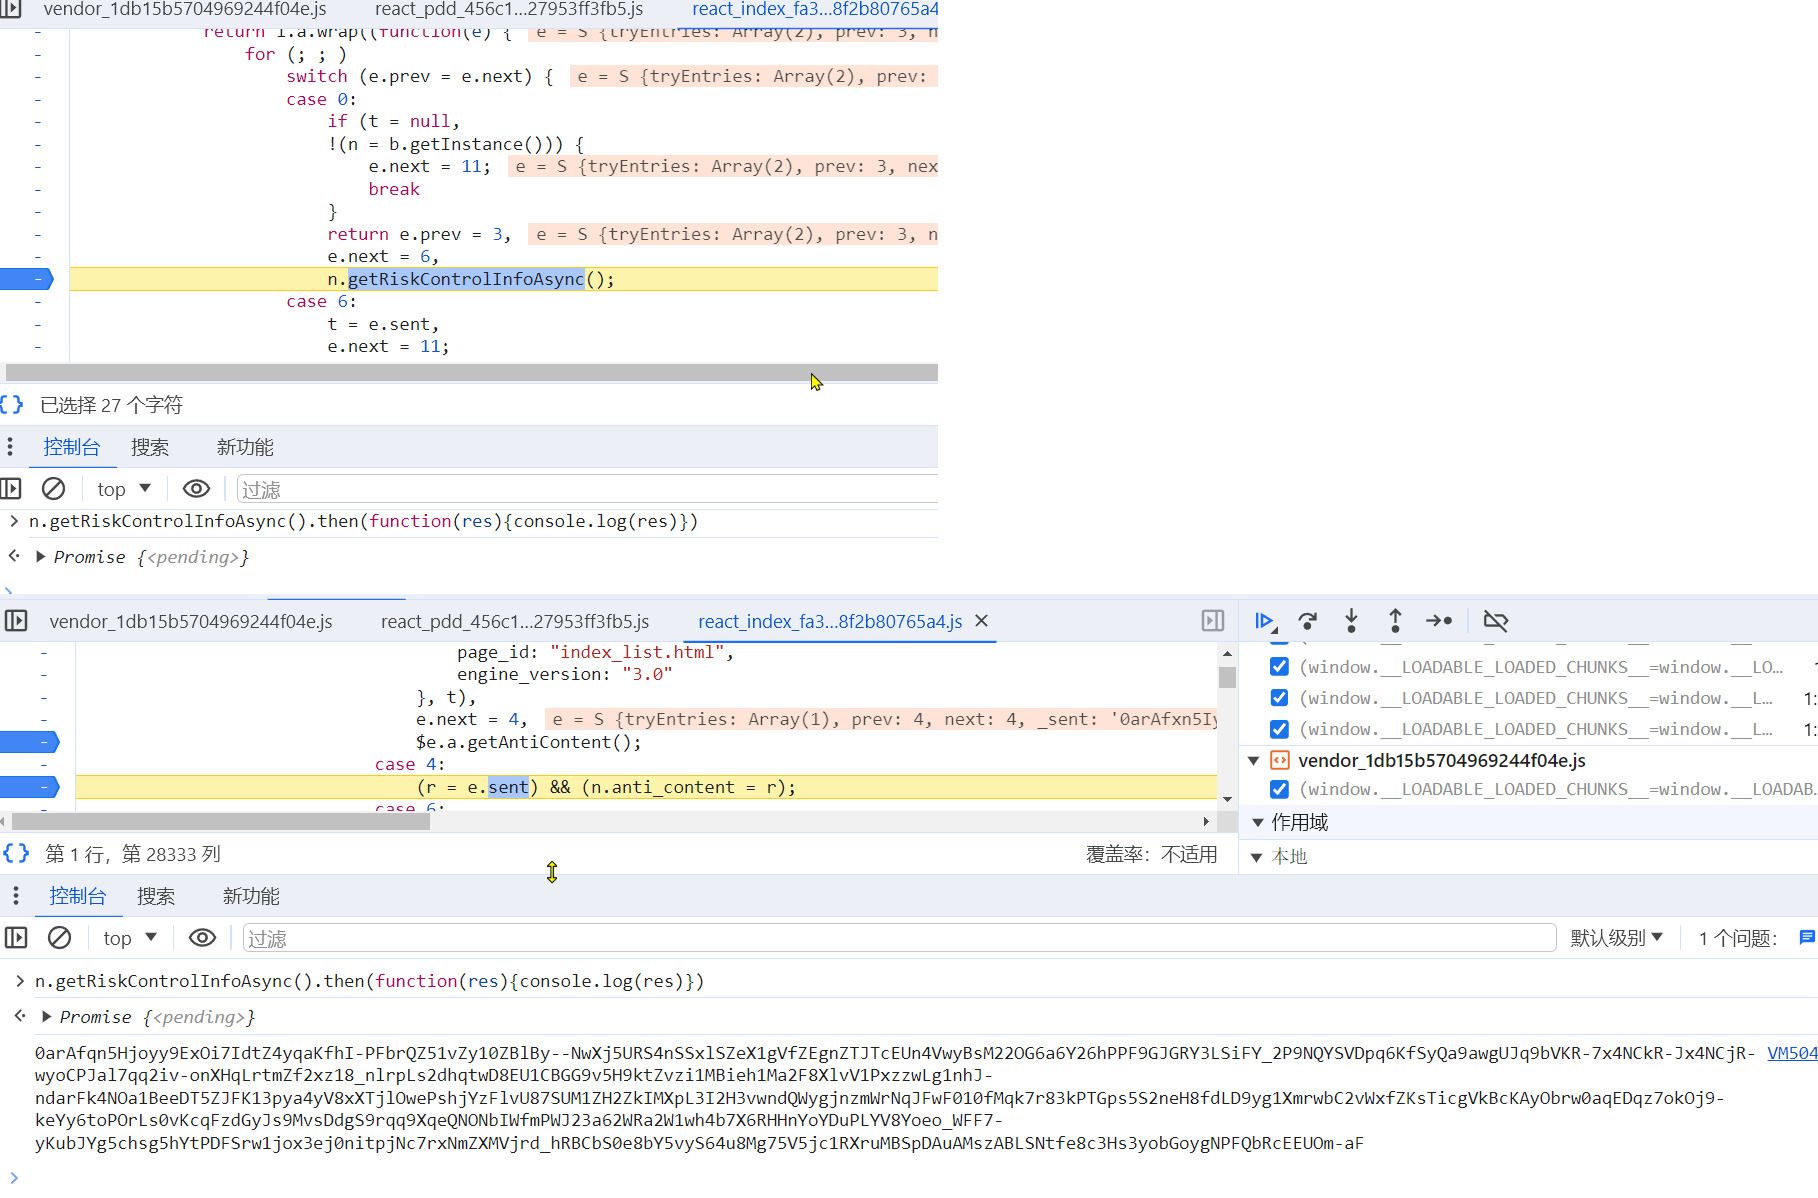 vendor_1db15b5704969244f04e.js react_pdd_456c1...27953ff3fb5.js react_index_fa3...8f2b80765a4
return i.a.wrap((function(e) { e = S {tryEntries: Array(2), prev: 3, n
for (; ; )
switch (e.prev = e.next) { e = S {tryEntries: Array(2), prev:
case 0:
if (t = null,
!(n = b.getInstance())) {
e.next = 11; e = S {tryEntries: Array(2), prev: 3, nex
break
}
return e.prev = 3, e = S {tryEntries: Array(2), prev: 3, n
e.next = 6,
n.getRiskControlInfoAsync();
case 6:
t = e.sent,
e.next = 11;
{} 已选择 27 个字符
控制台 搜索 新功能
top 过滤
> n.getRiskControlInfoAsync().then(function(res){console.log(res)})
Promise {<pending>}
vendor_1db15b5704969244f04e.js react_pdd_456c1...27953ff3fb5.js react_index_fa3...8f2b80765a4.js
page_id: "index_list.html",
engine_version: "3.0"
}, t),
e.next = 4, e = S {tryEntries: Array(1), prev: 4, next: 4, _sent: '0arAfxn5Iy
$e.a.getAntiContent();
case 4:
(r = e.sent) && (n.anti_content = r);
case 6:
(window.__LOADABLE_LOADED_CHUNKS__=window.__LO...
(window.__LOADABLE_LOADED_CHUNKS__=window.__L... 1:
(window.__LOADABLE_LOADED_CHUNKS__=window.__L... 1:
vendor_1db15b5704969244f04e.js
(window.__LOADABLE_LOADED_CHUNKS__=window.__LOADAB.
作用域
本地
{} 第 1 行，第 28333 列 覆盖率：不适用
控制台 搜索 新功能
top 过滤 默认级别 1 个问题：
> n.getRiskControlInfoAsync().then(function(res){console.log(res)})
Promise {<pending>}
0arAfqn5Hjoyy9ExOi7IdtZ4yqaKfhI-PFbrQZ51vZy10ZBlBy--NwXj5URS4nSSxlSZeX1gVfZEgnZTJTcEUn4VwyBsM22OG6a6Y26hPPF9GJGRY3LSiFY_2P9NQYSVDpq6KfSyQa9awgUJq9bVKR-7x4NCkR-Jx4NCjR- VM504
wyoCPJal7qq2iv-onXHqLrtmZf2xz18_nlrpLs2dhqtwD8EU1CBGG9v5H9ktZvzi1MBieh1Ma2F8XlvV1PxzzwLg1nhJ-
ndarFk4NOa1BeeDT5ZJFK13pya4yV8xXTjlOwePshjYzFlvU87SUM1ZH2ZkIMXpL3I2H3vwndQWygjnzmWrNqJFwF010fMqk7r83kPTGps5S2neH8fdLD9yg1XmrwbC2vWxfZKsTicgVkBcKAyObrw0aqEDqz7okOj9-
keYy6toPOrLs0vKcqFzdGyJs9MvsDdgS9rqq9XqeQNONbIWfmPWJ23a62WRa2W1wh4b7X6RHHnYoYDuPLYV8Yoeo_WFF7-
yKubJYg5chsg5hYtPDFSrw1jox3ej0nitpjNc7rxNmZXMVjrd_hRBCbS0e8bY5vyS64u8Mg75V5jc1RXruMBSpDAuAMszABLSNtfe8c3Hs3yobGoygNPFQbRcEEUOm-aF